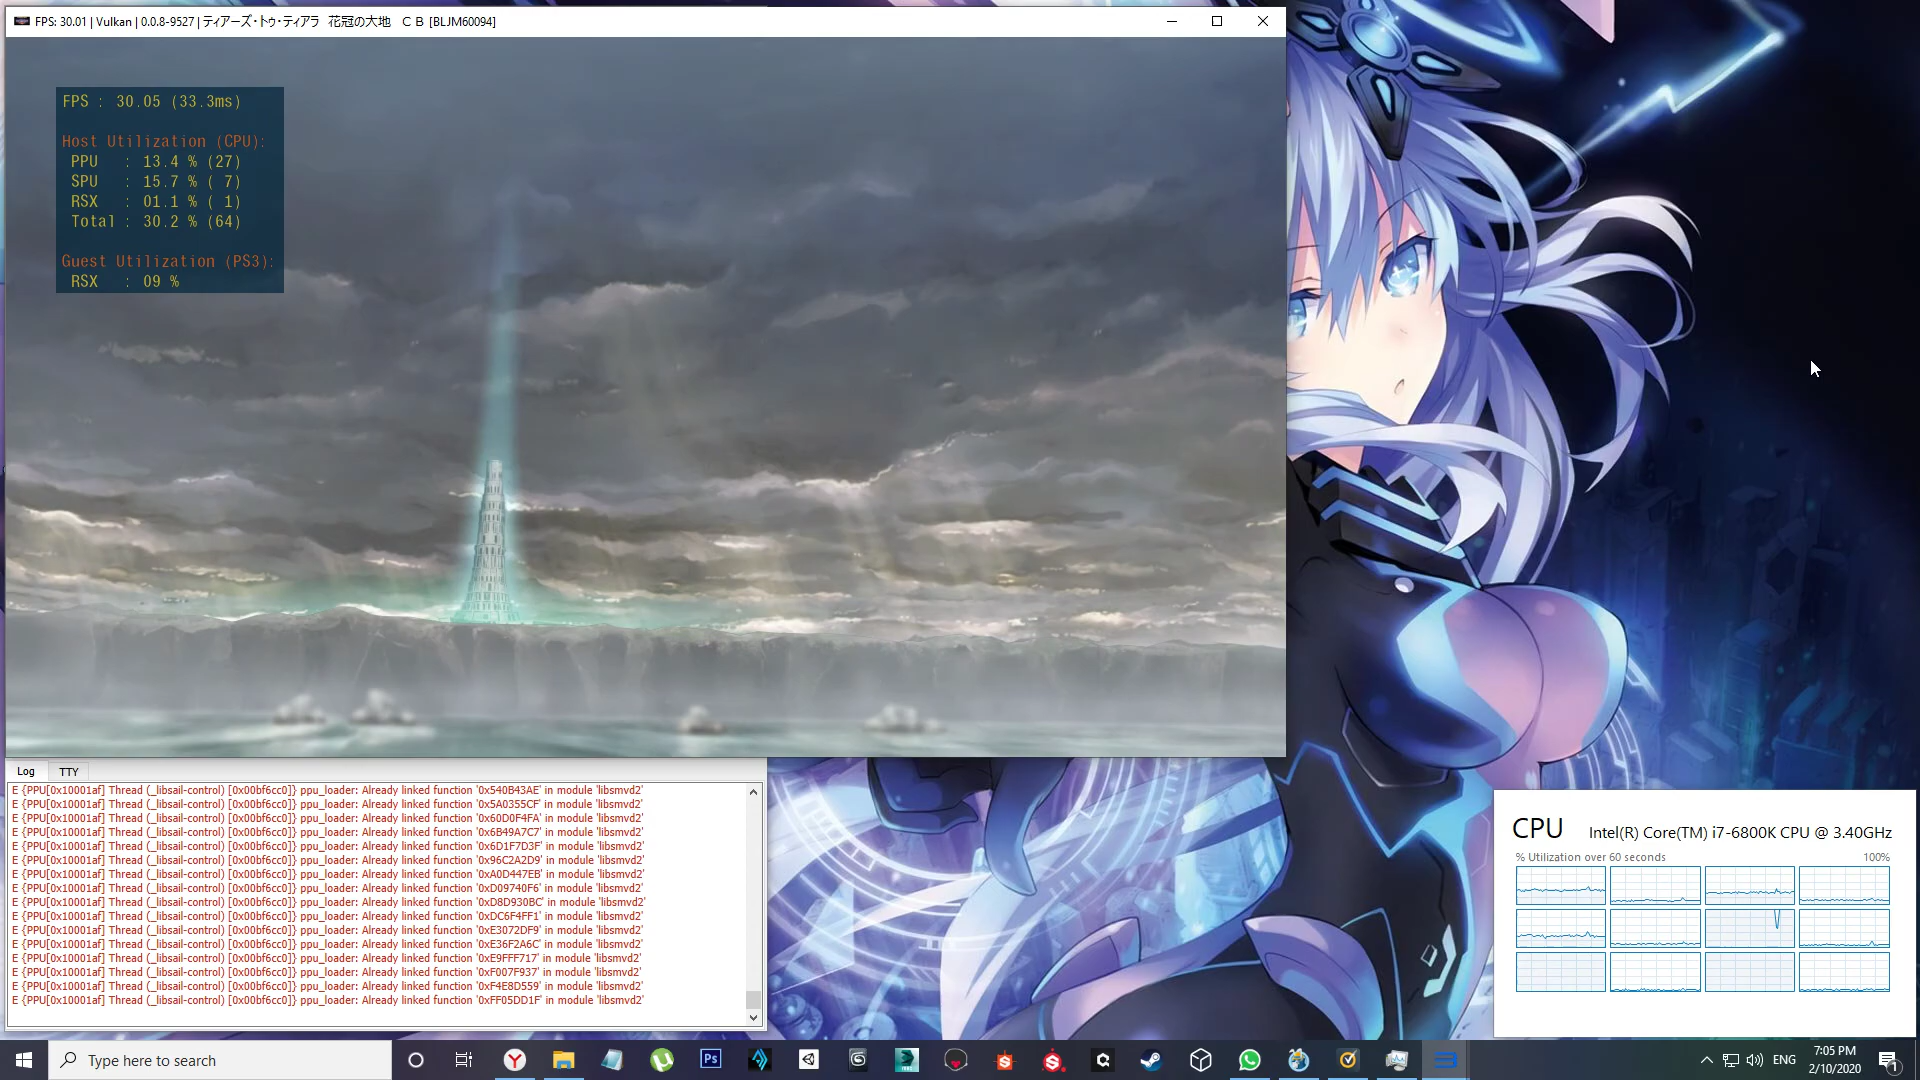 FPS: 30.01 | Vulkan | 0.0.8-9527 | ティアーズ・トゥ・ティアラ 花冠の大地 ＣＢ [BLJM60094]
FPS : 30.05 (33.3ms)
Host Utilization (CPU):
PPU : 13.4 % (27)
SPU : 15.7 % ( 7)
RSX : 01.1 % ( 1)
Total : 30.2 % (64)
Guest Utilization (PS3):
RSX : 09 %
Log TTY
E {PPU[0x10001af] Thread (_libsail-control) [0x00bf6cc0]} ppu_loader: Already linked function '0x540B43AE' in module 'libsmvd2'
E {PPU[0x10001af] Thread (_libsail-control) [0x00bf6cc0]} ppu_loader: Already linked function '0x5A0355CF' in module 'libsmvd2'
E {PPU[0x10001af] Thread (_libsail-control) [0x00bf6cc0]} ppu_loader: Already linked function '0x60D0F4FA' in module 'libsmvd2'
E {PPU[0x10001af] Thread (_libsail-control) [0x00bf6cc0]} ppu_loader: Already linked function '0x6B49A7C7' in module 'libsmvd2'
E {PPU[0x10001af] Thread (_libsail-control) [0x00bf6cc0]} ppu_loader: Already linked function '0x6D1F7D3F' in module 'libsmvd2'
E {PPU[0x10001af] Thread (_libsail-control) [0x00bf6cc0]} ppu_loader: Already linked function '0x96C2A2D9' in module 'libsmvd2'
E {PPU[0x10001af] Thread (_libsail-control) [0x00bf6cc0]} ppu_loader: Already linked function '0xA0D447EB' in module 'libsmvd2'
E {PPU[0x10001af] Thread (_libsail-control) [0x00bf6cc0]} ppu_loader: Already linked function '0xD09740F6' in module 'libsmvd2'
E {PPU[0x10001af] Thread (_libsail-control) [0x00bf6cc0]} ppu_loader: Already linked function '0xD8D930BC' in module 'libsmvd2'
E {PPU[0x10001af] Thread (_libsail-control) [0x00bf6cc0]} ppu_loader: Already linked function '0xDC6F4FF1' in module 'libsmvd2'
E {PPU[0x10001af] Thread (_libsail-control) [0x00bf6cc0]} ppu_loader: Already linked function '0xE3072DF9' in module 'libsmvd2'
E {PPU[0x10001af] Thread (_libsail-control) [0x00bf6cc0]} ppu_loader: Already linked function '0xE36F2A6C' in module 'libsmvd2'
E {PPU[0x10001af] Thread (_libsail-control) [0x00bf6cc0]} ppu_loader: Already linked function '0xE9FFF717' in module 'libsmvd2'
E {PPU[0x10001af] Thread (_libsail-control) [0x00bf6cc0]} ppu_loader: Already linked function '0xF007F937' in module 'libsmvd2'
E {PPU[0x10001af] Thread (_libsail-control) [0x00bf6cc0]} ppu_loader: Already linked function '0xF4E8D559' in module 'libsmvd2'
E {PPU[0x10001af] Thread (_libsail-control) [0x00bf6cc0]} ppu_loader: Already linked function '0xFF05DD1F' in module 'libsmvd2'
CPU Intel(R) Core(TM) i7-6800K CPU @ 3.40GHz
% Utilization over 60 seconds 100%
Type here to search
Ps
ENG
7:05 PM
2/10/2020
1